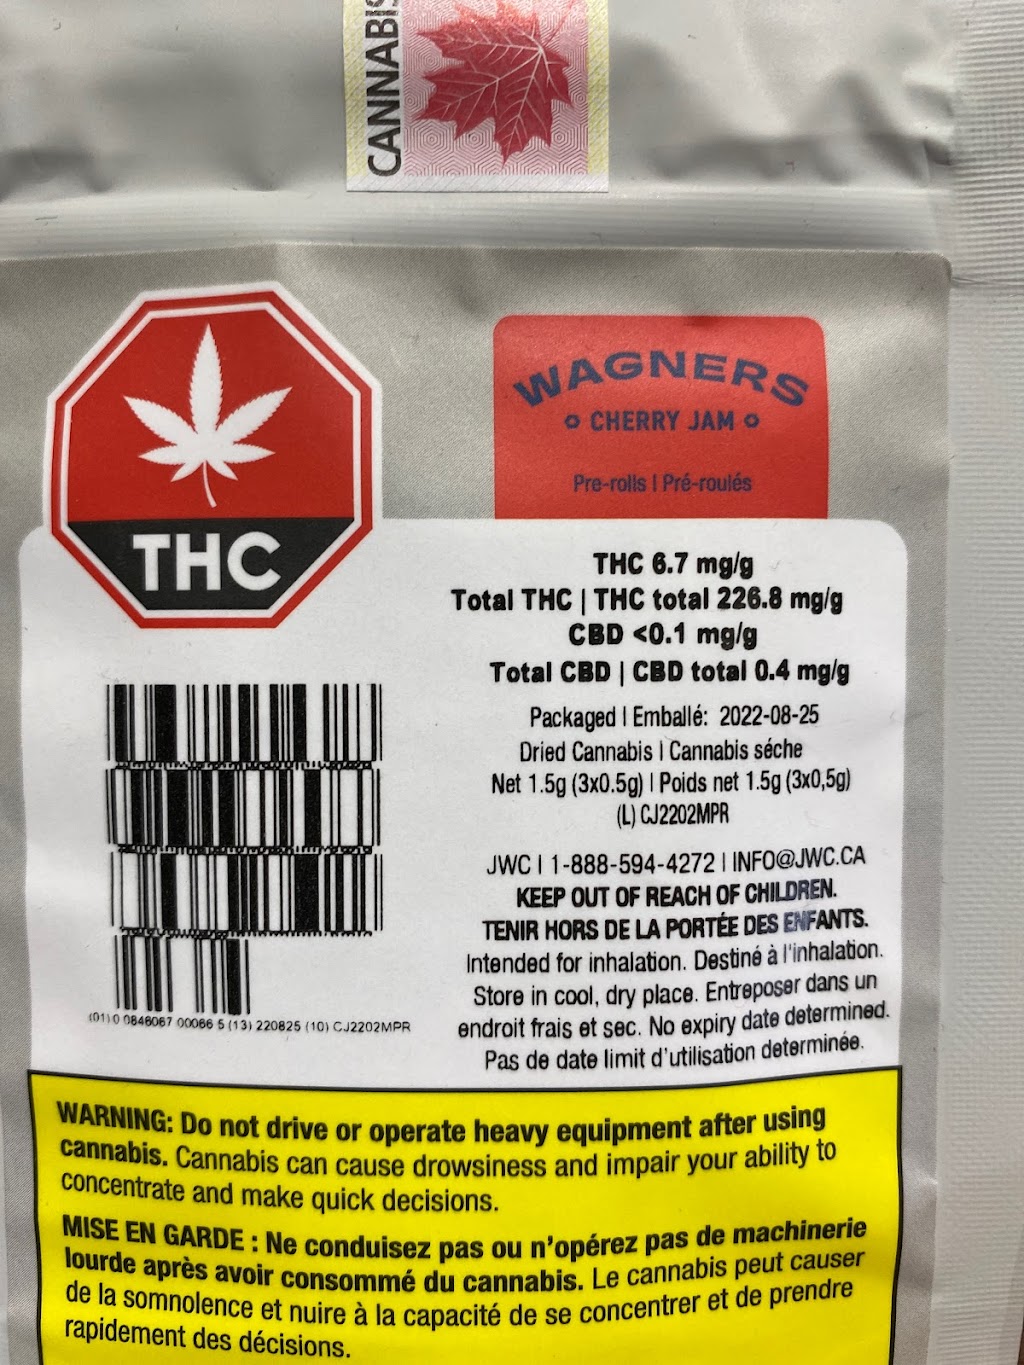 CANNABIS
THC
WAGNERS
CHERRY JAM
Pre-rolls | Pré-roulés
THC 6.7 mg/g
Total THC | THC total 226.8 mg/g
CBD <0.1 mg/g
Total CBD | CBD total 0.4 mg/g
Packaged | Emballé: 2022-08-25
Dried Cannabis | Cannabis séche
Net 1.5g (3x0.5g) | Poids net 1.5g (3x0,5g)
(L) CJ2202MPR
JWC | 1-888-594-4272 | INFO@JWC.CA
KEEP OUT OF REACH OF CHILDREN.
TENIR HORS DE LA PORTÉE DES ENFANTS.
Intended for inhalation. Destiné à l'inhalation.
Store in cool, dry place. Entreposer dans un
endroit frais et sec. No expiry date determined.
Pas de date limit d'utilisation determinée.
(01) 0 0846067 00066 5 (13) 220825 (10) CJ2202MPR
WARNING: Do not drive or operate heavy equipment after using
cannabis. Cannabis can cause drowsiness and impair your ability to
concentrate and make quick decisions.
MISE EN GARDE : Ne conduisez pas ou n'opérez pas de machinerie
lourde après avoir consommé du cannabis. Le cannabis peut causer
de la somnolence et nuire à la capacité de se concentrer et de prendre
rapidement des décisions.